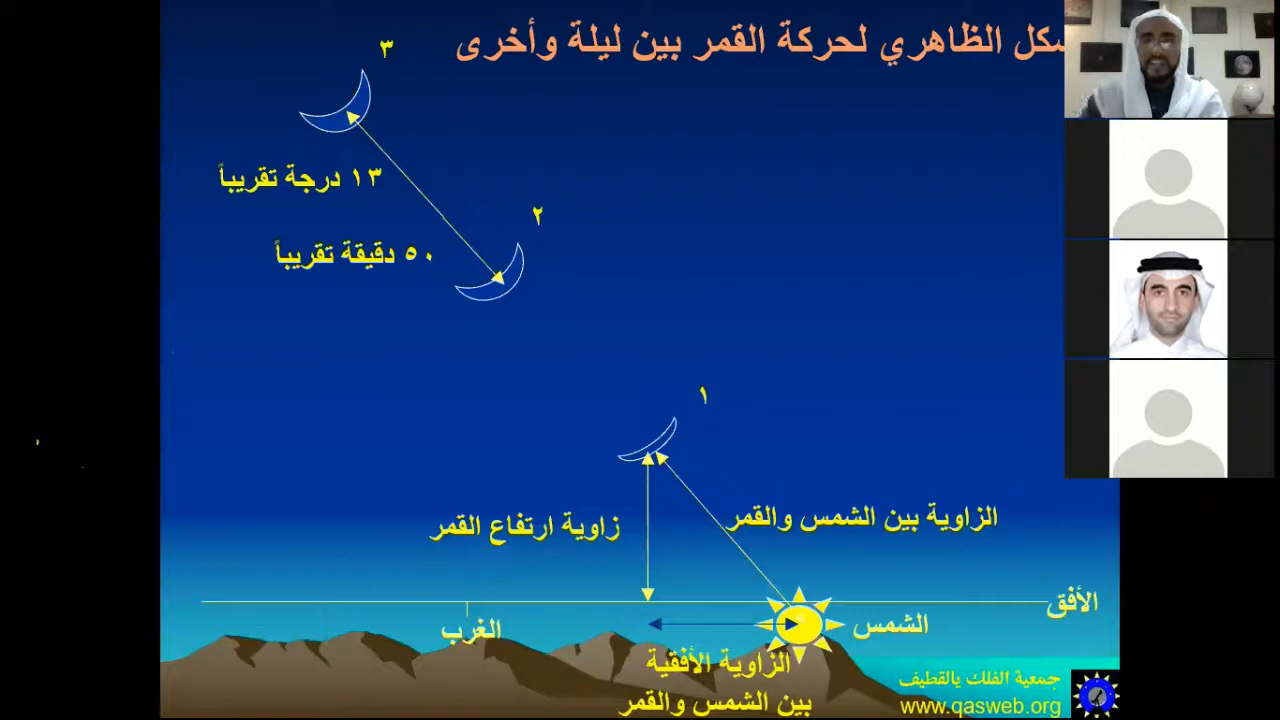 الظاهري لحركة القمر بين ليلة وأخرى
٣
١٣ درجة تقريباً
٢
٥٠ دقيقة تقريباً
١
الزاوية بين الشمس والقمر
زاوية ارتفاع القمر
الأفق
الشمس
الغرب
الزاوية الأفقية
بين الشمس والقمر
جمعية الفلك بالقطيف
www.qasweb.org